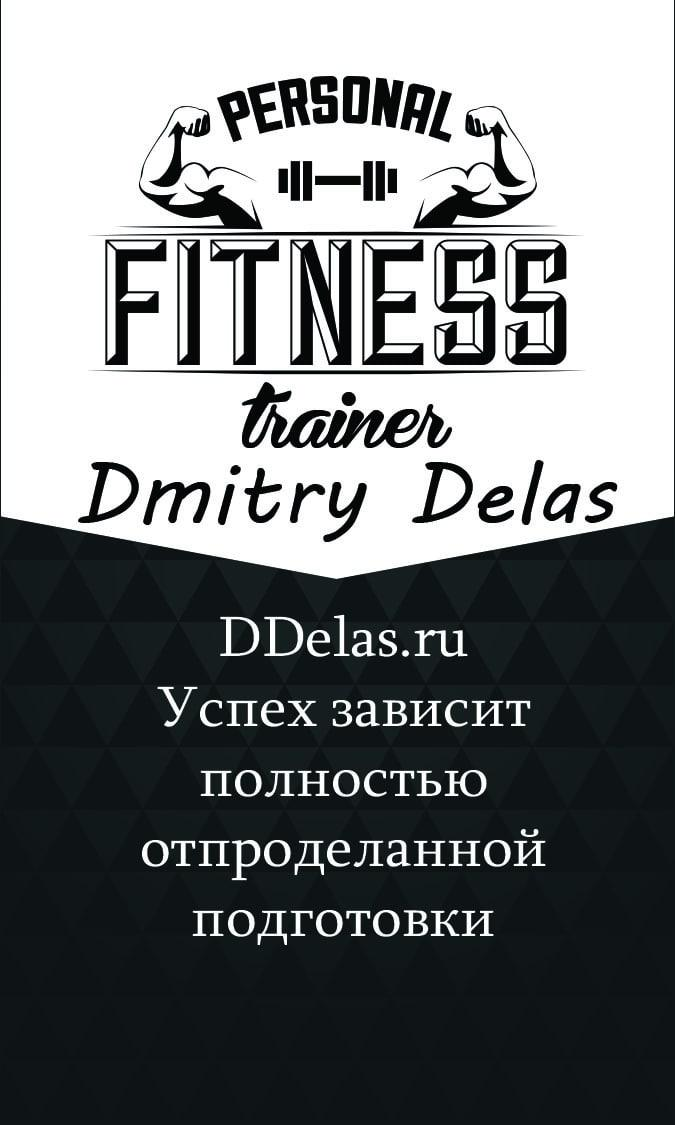 PERSONAL
FITNESS
trainer
Dmitry Delas
DDelas.ru
Успех зависит
полностью
отпроделанной
подготовки